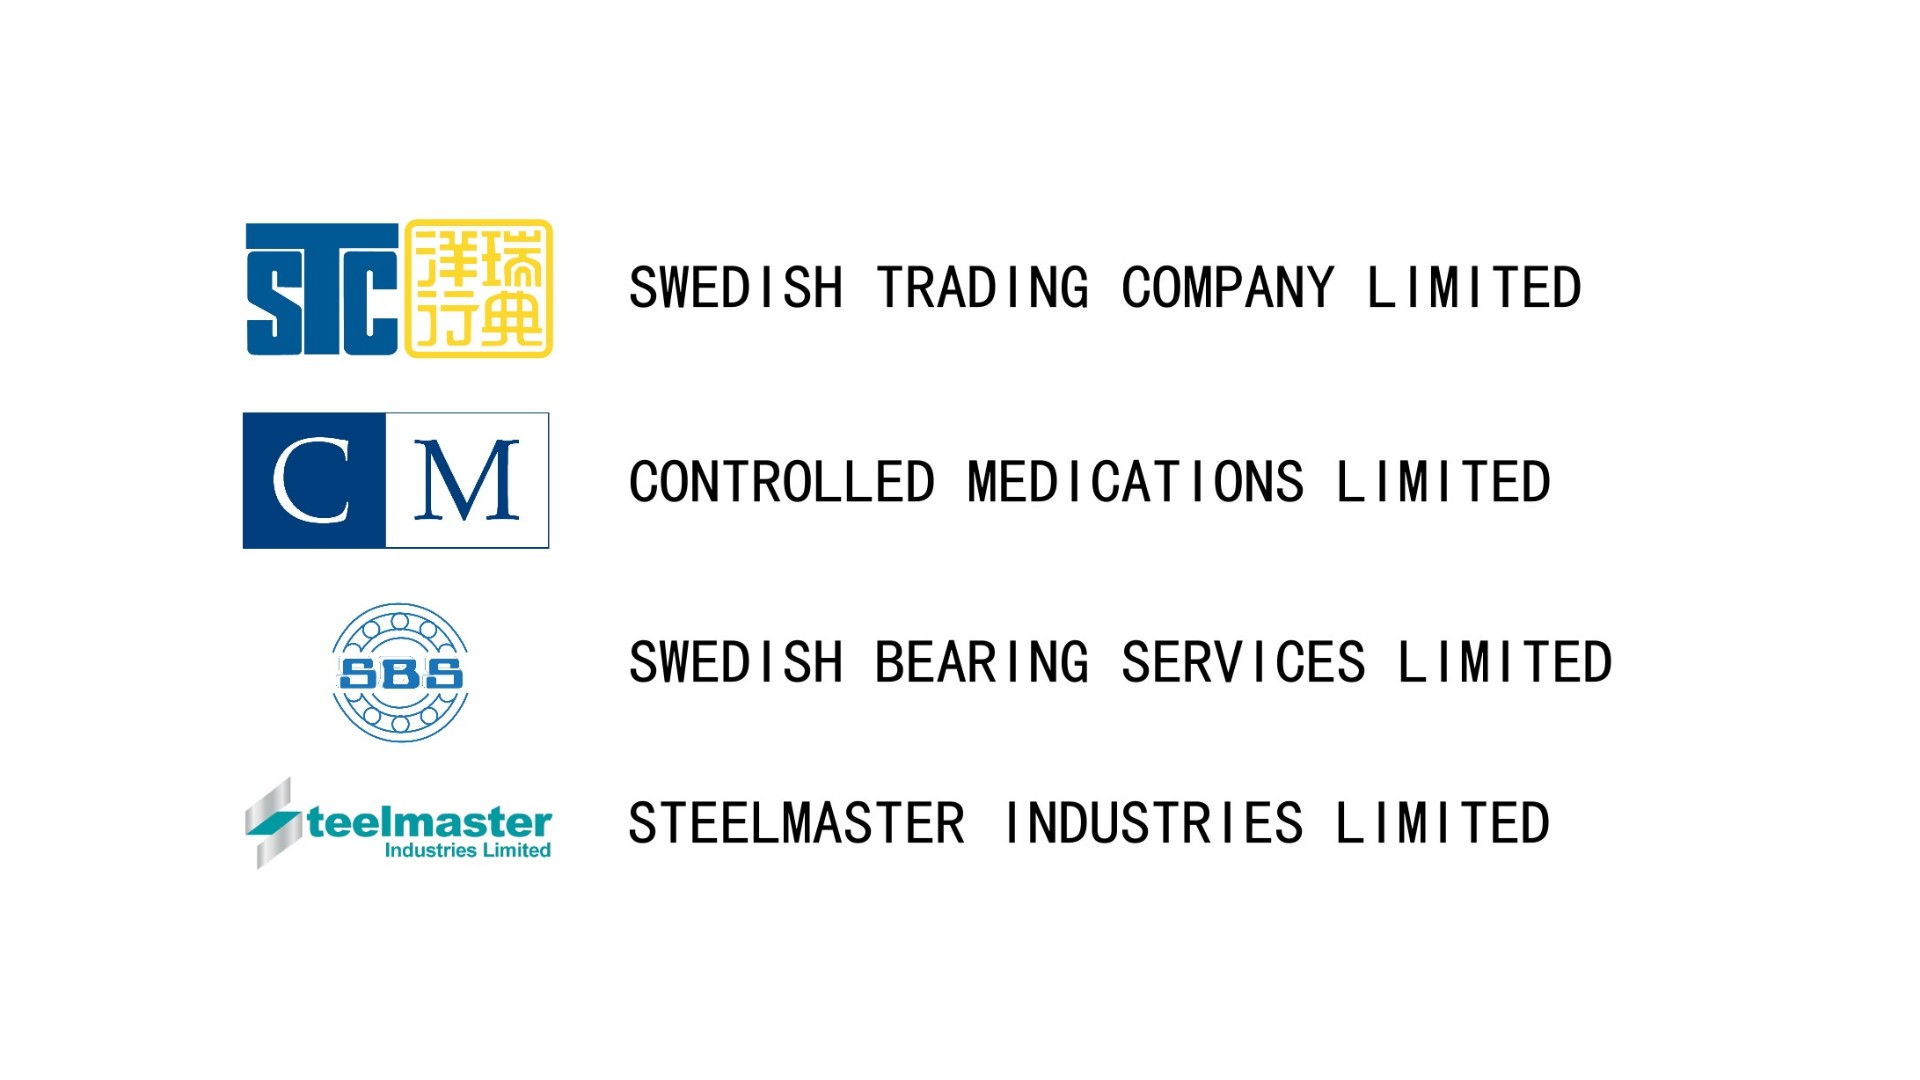 STC 瑞典洋行
SWEDISH TRADING COMPANY LIMITED
C M
CONTROLLED MEDICATIONS LIMITED
SBS
SWEDISH BEARING SERVICES LIMITED
Steelmaster
Industries Limited
STEELMASTER INDUSTRIES LIMITED